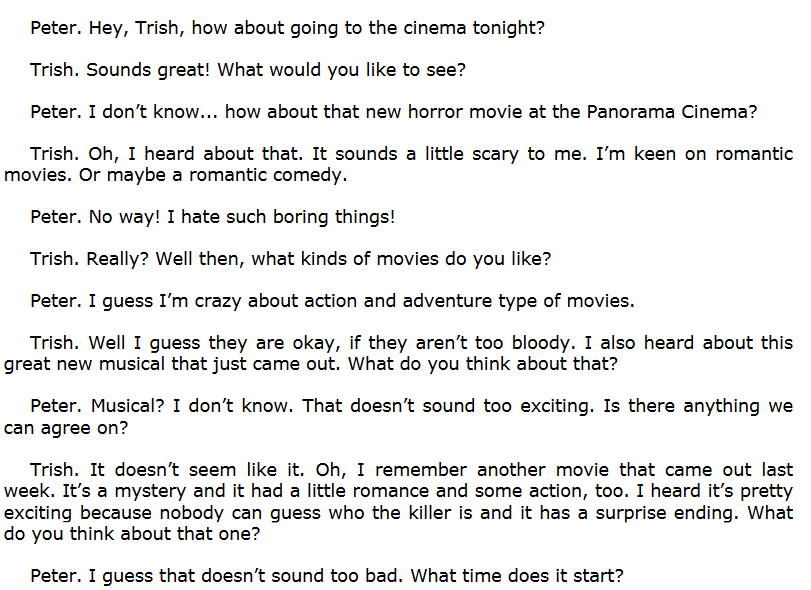 Peter. Hey, Trish, how about going to the cinema tonight?
Trish. Sounds great! What would you like to see?
Peter. I don’t know... how about that new horror movie at the Panorama Cinema?
Trish. Oh, I heard about that. It sounds a little scary to me. I’m keen on romantic
movies. Or maybe a romantic comedy.
Peter. No way! I hate such boring things!
Trish. Really? Well then, what kinds of movies do you like?
Peter. I guess I’m crazy about action and adventure type of movies.
Trish. Well I guess they are okay, if they aren’t too bloody. I also heard about this
great new musical that just came out. What do you think about that?
Peter. Musical? I don’t know. That doesn’t sound too exciting. Is there anything we
can agree on?
Trish. It doesn’t seem like it. Oh, I remember another movie that came out last
week. It’s a mystery and it had a little romance and some action, too. I heard it’s pretty
exciting because nobody can guess who the killer is and it has a surprise ending. What
do you think about that one?
Peter. I guess that doesn’t sound too bad. What time does it start?